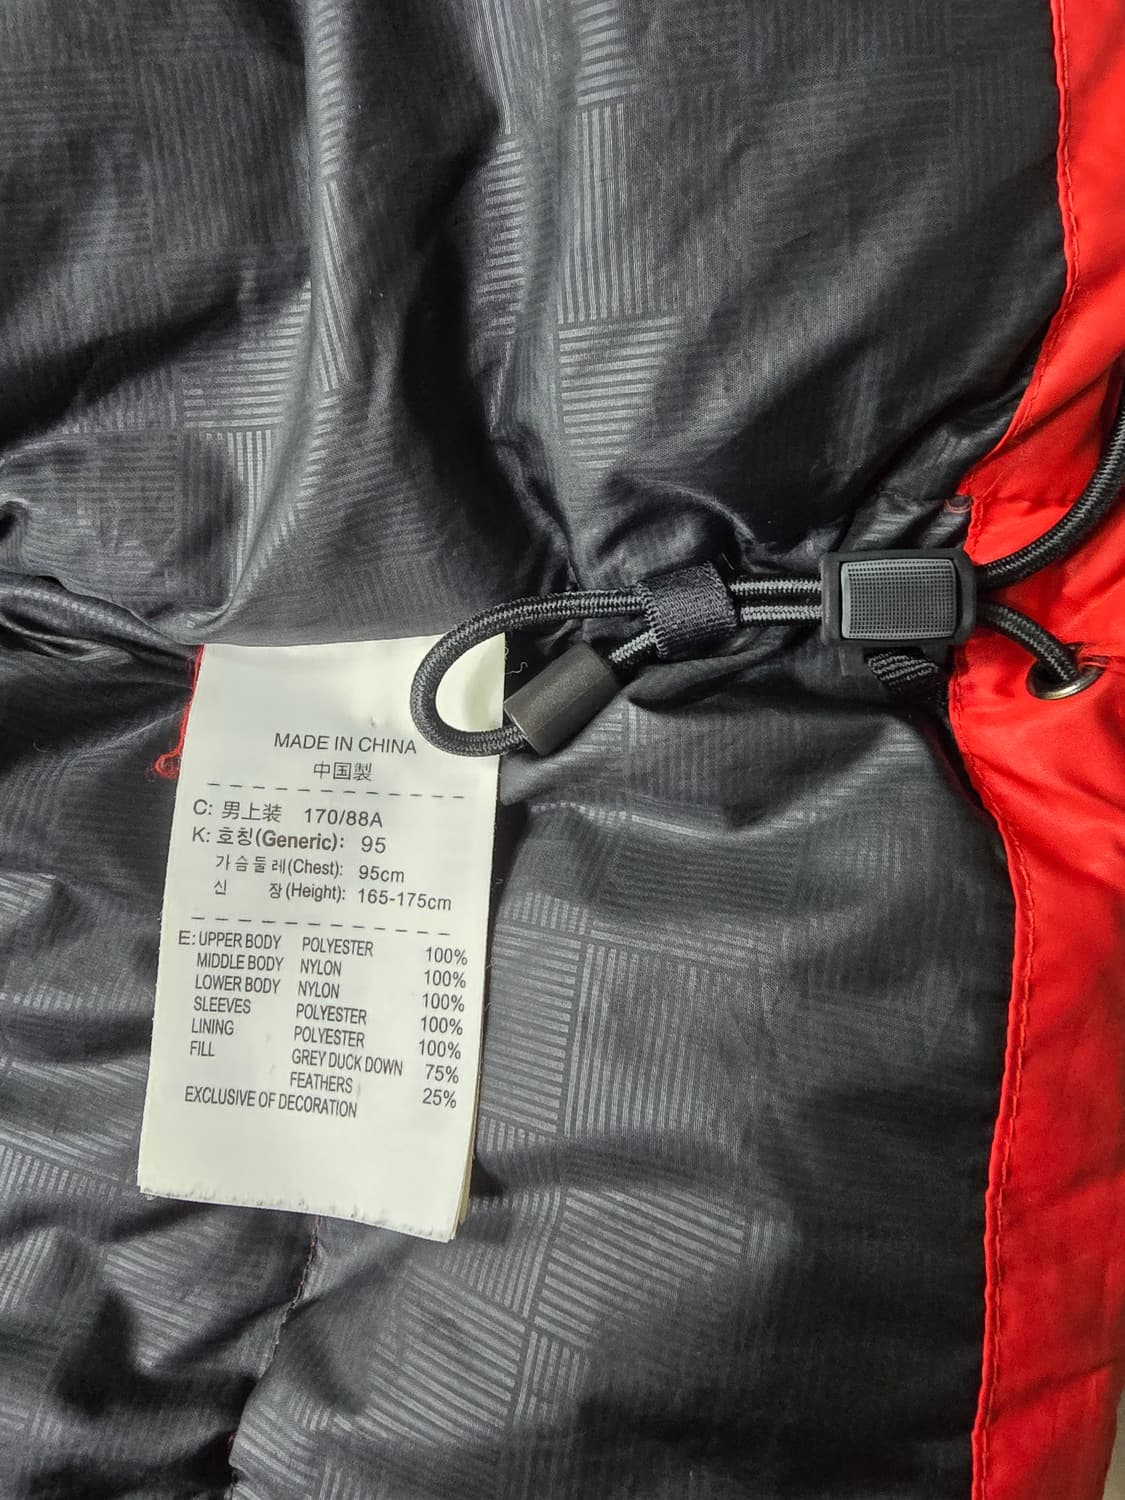 MADE IN CHINA
中国製
C: 男上装 170/88A
K: 호칭(Generic): 95
가슴둘레(Chest): 95cm
신 장(Height): 165-175cm
E: UPPER BODY POLYESTER 100%
MIDDLE BODY NYLON 100%
LOWER BODY NYLON 100%
SLEEVES POLYESTER 100%
LINING POLYESTER 100%
FILL GREY DUCK DOWN 75%
FEATHERS 25%
EXCLUSIVE OF DECORATION